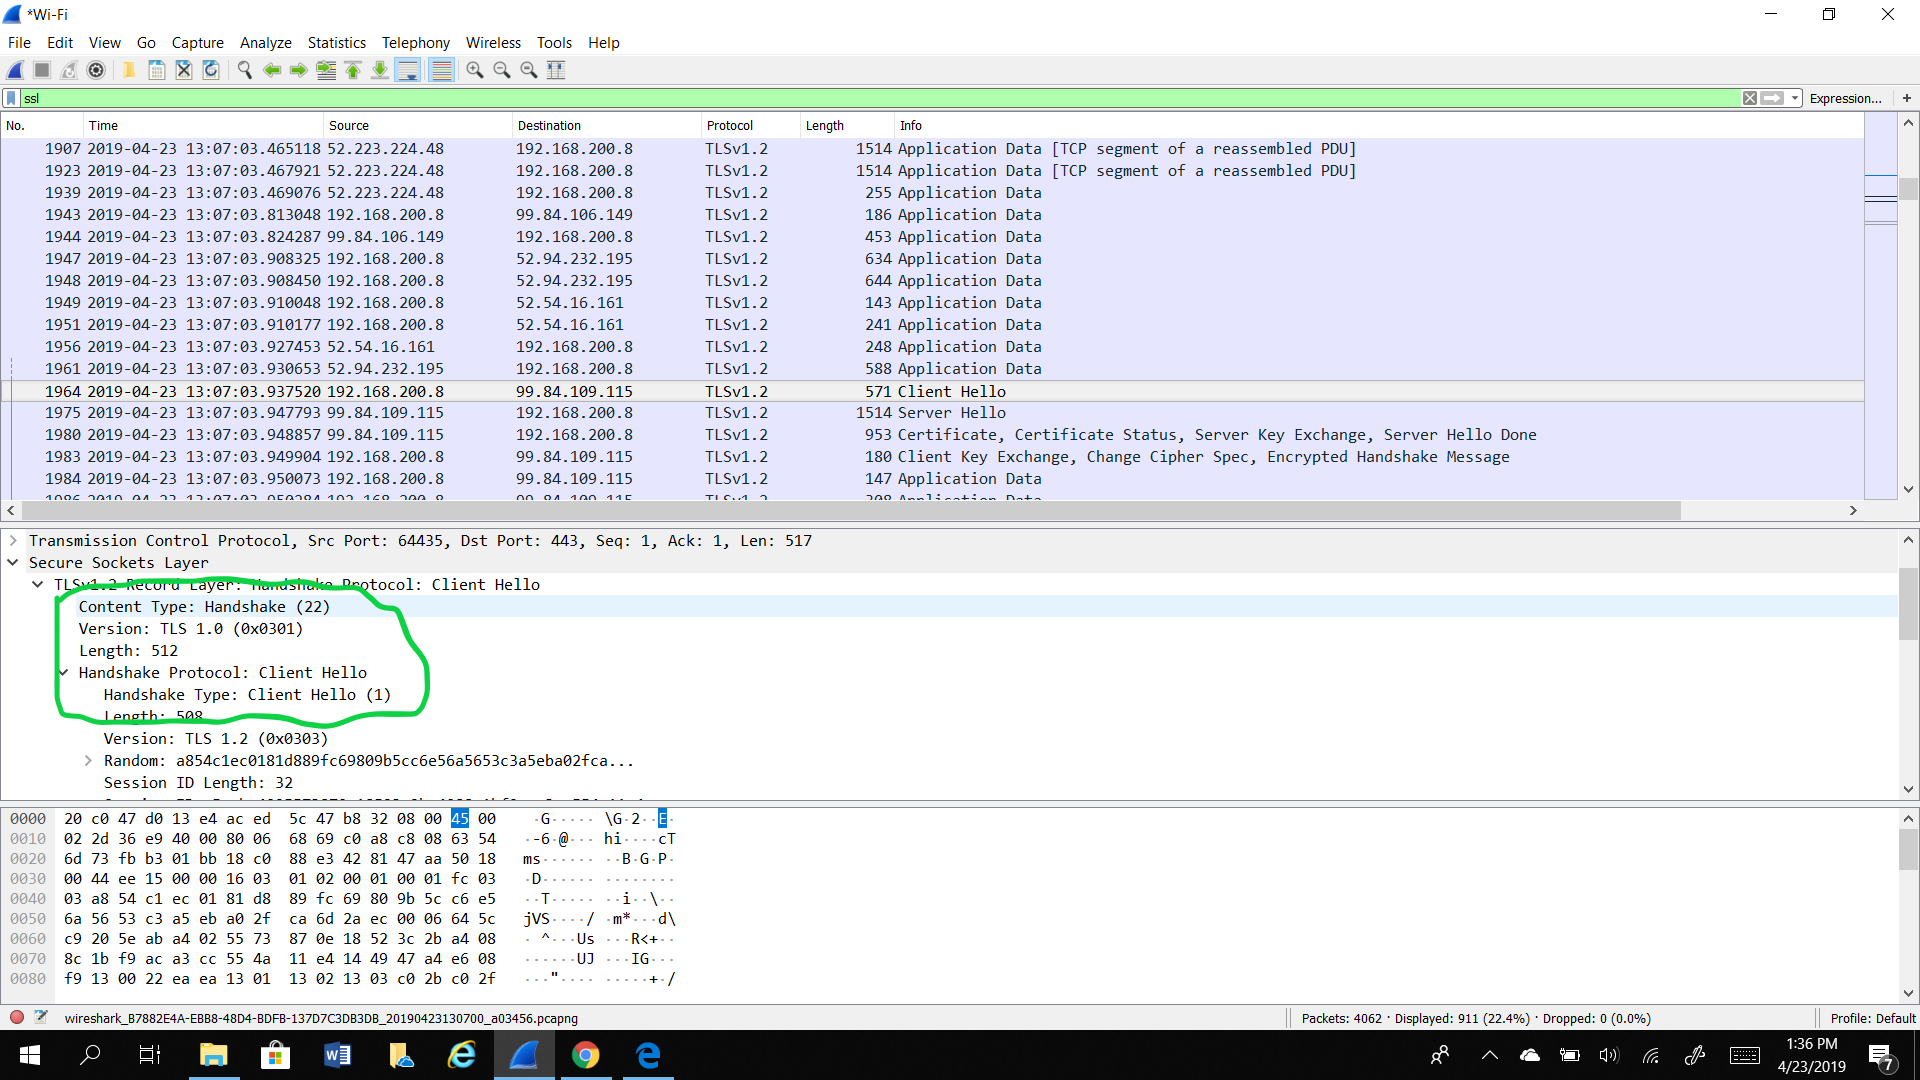 *Wi-Fi
File Edit View Go Capture Analyze Statistics Telephony Wireless Tools Help
ssl
Expression... +
No. Time Source Destination Protocol Length Info
1907 2019-04-23 13:07:03.465118 52.223.224.48 192.168.200.8 TLSv1.2 1514 Application Data [TCP segment of a reassembled PDU]
1923 2019-04-23 13:07:03.467921 52.223.224.48 192.168.200.8 TLSv1.2 1514 Application Data [TCP segment of a reassembled PDU]
1939 2019-04-23 13:07:03.469076 52.223.224.48 192.168.200.8 TLSv1.2 255 Application Data
1943 2019-04-23 13:07:03.813048 192.168.200.8 99.84.106.149 TLSv1.2 186 Application Data
1944 2019-04-23 13:07:03.824287 99.84.106.149 192.168.200.8 TLSv1.2 453 Application Data
1947 2019-04-23 13:07:03.908325 192.168.200.8 52.94.232.195 TLSv1.2 634 Application Data
1948 2019-04-23 13:07:03.908450 192.168.200.8 52.94.232.195 TLSv1.2 644 Application Data
1949 2019-04-23 13:07:03.910048 192.168.200.8 52.54.16.161 TLSv1.2 143 Application Data
1951 2019-04-23 13:07:03.910177 192.168.200.8 52.54.16.161 TLSv1.2 241 Application Data
1956 2019-04-23 13:07:03.927453 52.54.16.161 192.168.200.8 TLSv1.2 248 Application Data
1961 2019-04-23 13:07:03.930653 52.94.232.195 192.168.200.8 TLSv1.2 588 Application Data
1964 2019-04-23 13:07:03.937520 192.168.200.8 99.84.109.115 TLSv1.2 571 Client Hello
1975 2019-04-23 13:07:03.947793 99.84.109.115 192.168.200.8 TLSv1.2 1514 Server Hello
1980 2019-04-23 13:07:03.948857 99.84.109.115 192.168.200.8 TLSv1.2 953 Certificate, Certificate Status, Server Key Exchange, Server Hello Done
1983 2019-04-23 13:07:03.949904 192.168.200.8 99.84.109.115 TLSv1.2 180 Client Key Exchange, Change Cipher Spec, Encrypted Handshake Message
1984 2019-04-23 13:07:03.950073 192.168.200.8 99.84.109.115 TLSv1.2 147 Application Data
Transmission Control Protocol, Src Port: 64435, Dst Port: 443, Seq: 1, Ack: 1, Len: 517
Secure Sockets Layer
TLSv1.2 Record Layer: Handshake Protocol: Client Hello
Content Type: Handshake (22)
Version: TLS 1.0 (0x0301)
Length: 512
Handshake Protocol: Client Hello
Handshake Type: Client Hello (1)
Length: 508
Version: TLS 1.2 (0x0303)
Random: a854c1ec0181d889fc69809b5cc6e56a5653c3a5eba02fca...
Session ID Length: 32
0000 20 c0 47 d0 13 e4 ac ed 5c 47 b8 32 08 00 45 00 ·G····· \G·2··E·
0010 02 2d 36 e9 40 00 80 06 68 69 c0 a8 c8 08 63 54 ·-6·@··· hi····cT
0020 6d 73 fb b3 01 bb 18 c0 88 e3 42 81 47 aa 50 18 ms······ ··B·G·P·
0030 00 44 ee 15 00 00 16 03 01 02 00 01 00 01 fc 03 ·D······ ········
0040 03 a8 54 c1 ec 01 81 d8 89 fc 69 80 9b 5c c6 e5 ··T····· ··i··\··
0050 6a 56 53 c3 a5 eb a0 2f ca 6d 2a ec 00 06 64 5c jVS····/ ·m*···d\
0060 c9 20 5e ab a4 02 55 73 87 0e 18 52 3c 2b a4 08 · ^···Us ···R<+··
0070 8c 1b f9 ac a3 cc 55 4a 11 e4 14 49 47 a4 e6 08 ······UJ ···IG···
0080 f9 13 00 22 ea ea 13 01 13 02 13 03 c0 2b c0 2f ···"···· ·····+·/
wireshark_B7882E4A-EBB8-48D4-BDFB-137D7C3DB3DB_20190423130700_a03456.pcapng Packets: 4062 · Displayed: 911 (22.4%) · Dropped: 0 (0.0%) Profile: Default
1:36 PM
4/23/2019
7